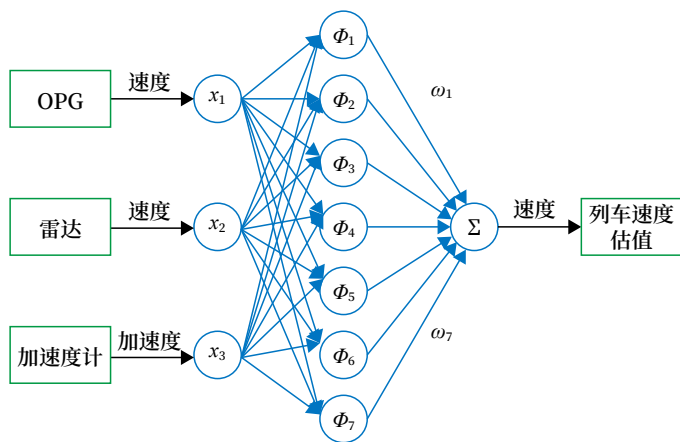 OPG
速度
x1
雷达
速度
x2
加速度计
加速度
x3
Φ1
Φ2
Φ3
Φ4
Φ5
Φ6
Φ7
ω1
ω7
Σ
速度
列车速度
估值